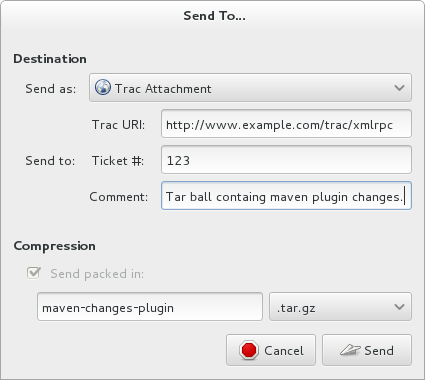 Send To...
Destination
Send as: Trac Attachment
Trac URI: http://www.example.com/trac/xmlrpc
Send to: Ticket #: 123
Comment: Tar ball containg maven plugin changes.
Compression
Send packed in:
maven-changes-plugin .tar.gz
Cancel Send